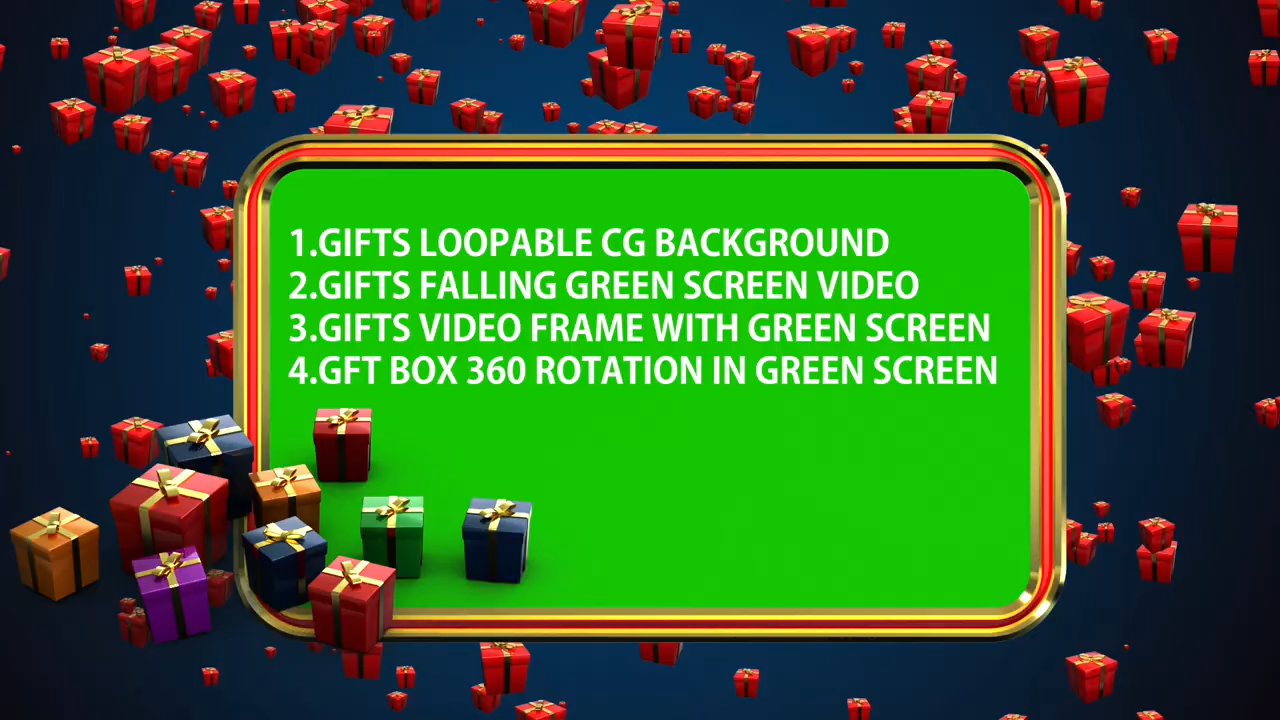 1.GIFTS LOOPABLE CG BACKGROUND
2.GIFTS FALLING GREEN SCREEN VIDEO
3.GIFTS VIDEO FRAME WITH GREEN SCREEN
4.GFT BOX 360 ROTATION IN GREEN SCREEN